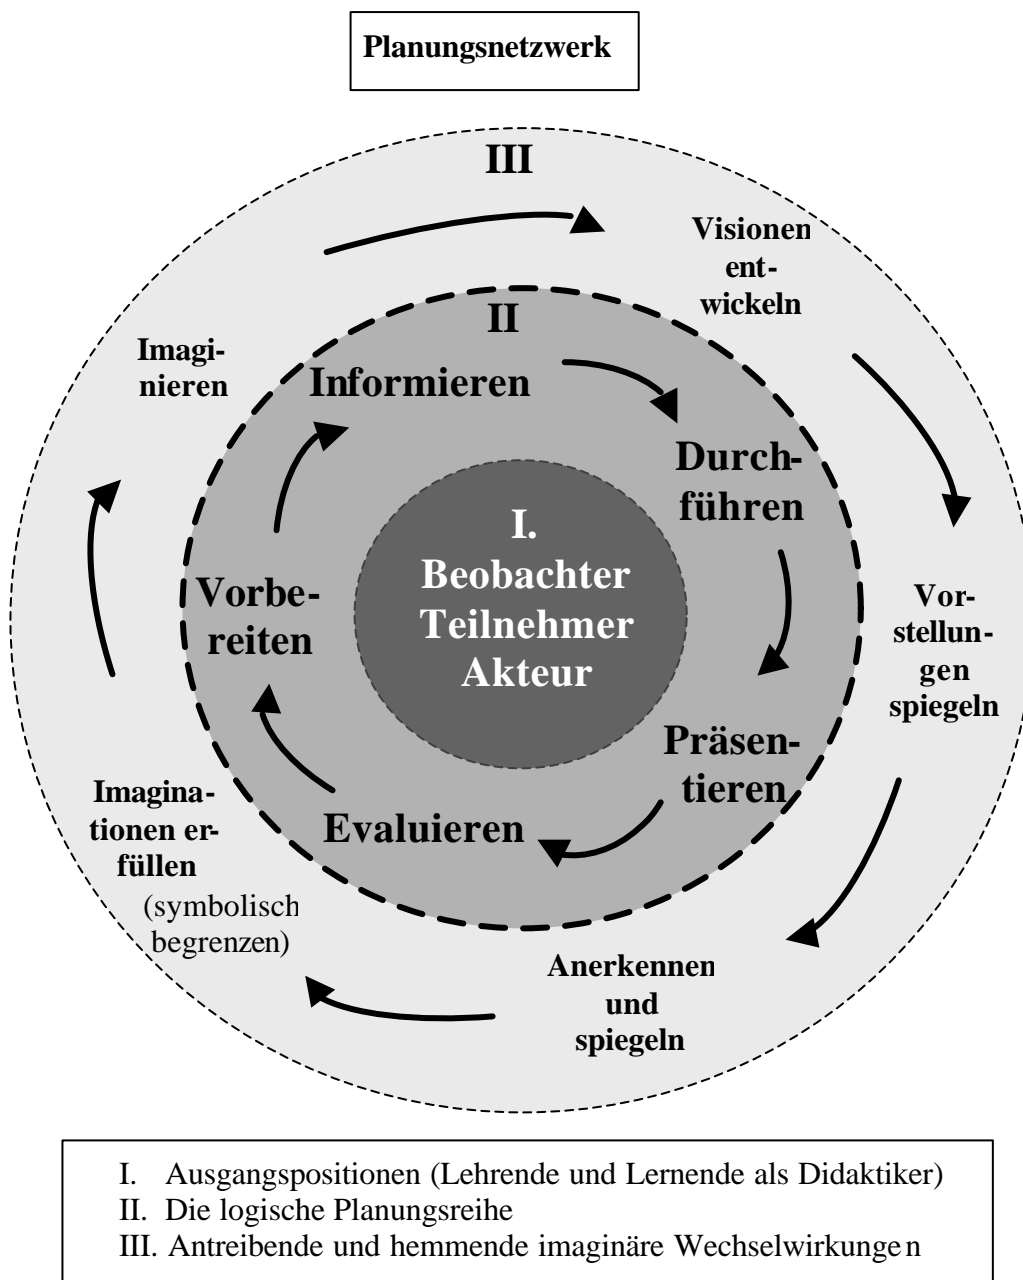 Planungsnetzwerk
III
Visionen
ent-
wickeln
II
Imagi-
nieren
Informieren
Durch-
führen
I.
Beobachter
Teilnehmer
Akteur
Vorbe-
reiten
Vor-
stellun-
gen
spiegeln
Präsen-
tieren
Imagina-
tionen er-
füllen
(symbolisch
begrenzen)
Evaluieren
Anerkennen
und
spiegeln
I. Ausgangspositionen (Lehrende und Lernende als Didaktiker)
II. Die logische Planungsreihe
III. Antreibende und hemmende imaginäre Wechselwirkungen